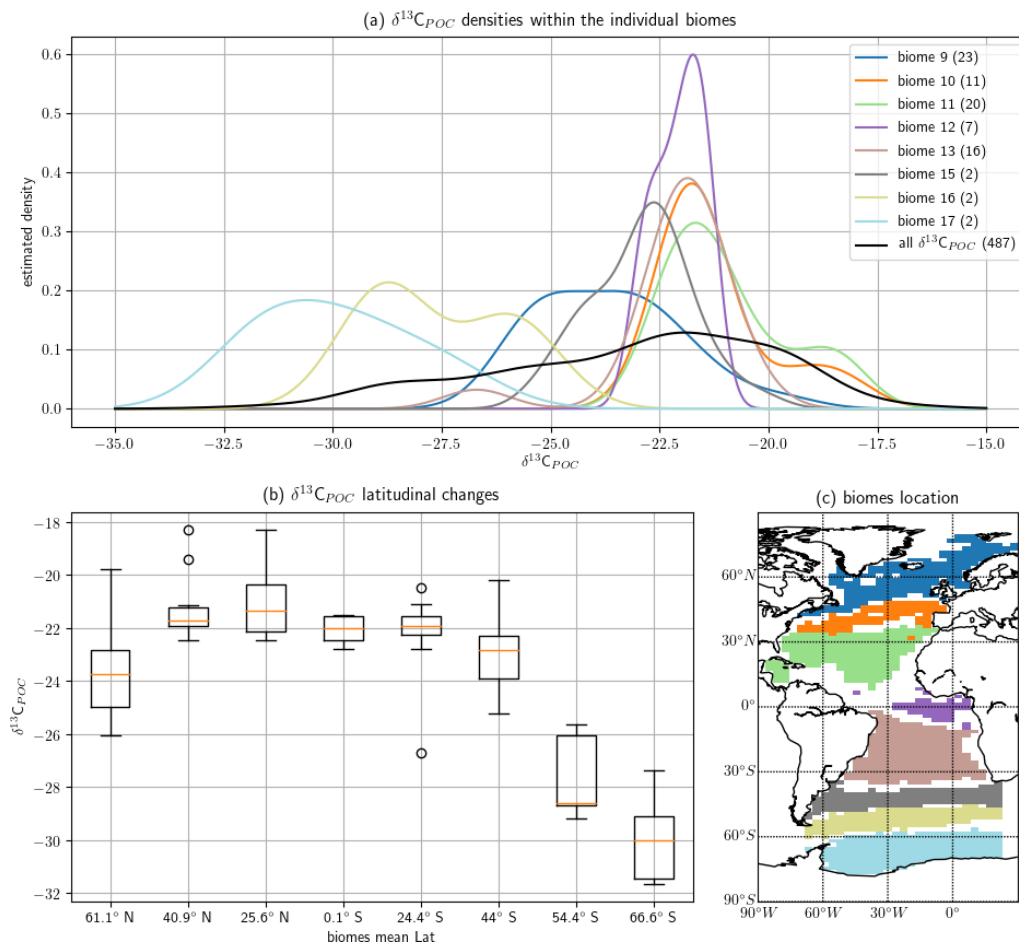 (a) δ¹³C_POC densities within the individual biomes
0.6
0.5
0.4
0.3
0.2
0.1
0.0
estimated density
biome 9 (23)
biome 10 (11)
biome 11 (20)
biome 12 (7)
biome 13 (16)
biome 15 (2)
biome 16 (2)
biome 17 (2)
all δ¹³C_POC (487)
−35.0 −32.5 −30.0 −27.5 −25.0 −22.5 −20.0 −17.5 −15.0
δ¹³C_POC
(b) δ¹³C_POC latitudinal changes
−18
−20
−22
−24
−26
−28
−30
−32
δ¹³C_POC
61.1° N 40.9° N 25.6° N 0.1° S 24.4° S 44° S 54.4° S 66.6° S
biomes mean Lat
(c) biomes location
60°N
30°N
0°
30°S
60°S
90°S
90°W 60°W 30°W 0°